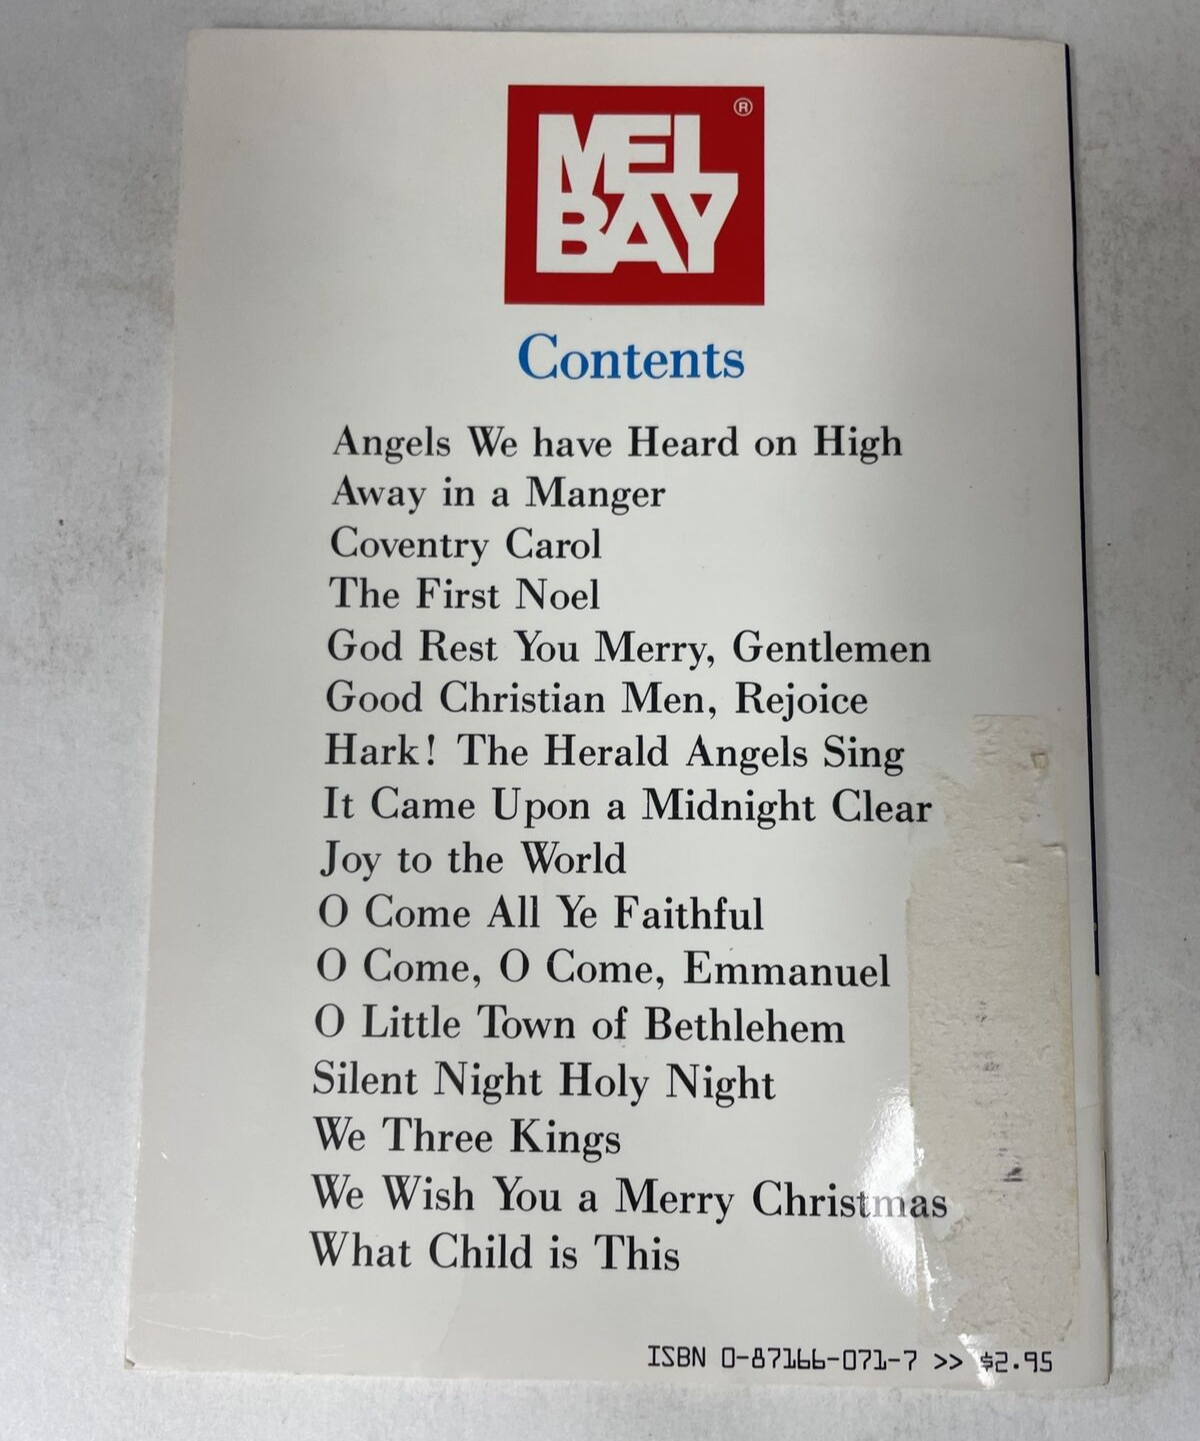 MEL
BAY
®
Contents
Angels We have Heard on High
Away in a Manger
Coventry Carol
The First Noel
God Rest You Merry, Gentlemen
Good Christian Men, Rejoice
Hark! The Herald Angels Sing
It Came Upon a Midnight Clear
Joy to the World
O Come All Ye Faithful
O Come, O Come, Emmanuel
O Little Town of Bethlehem
Silent Night Holy Night
We Three Kings
We Wish You a Merry Christmas
What Child is This
ISBN 0-87166-071-7 >> $2.95